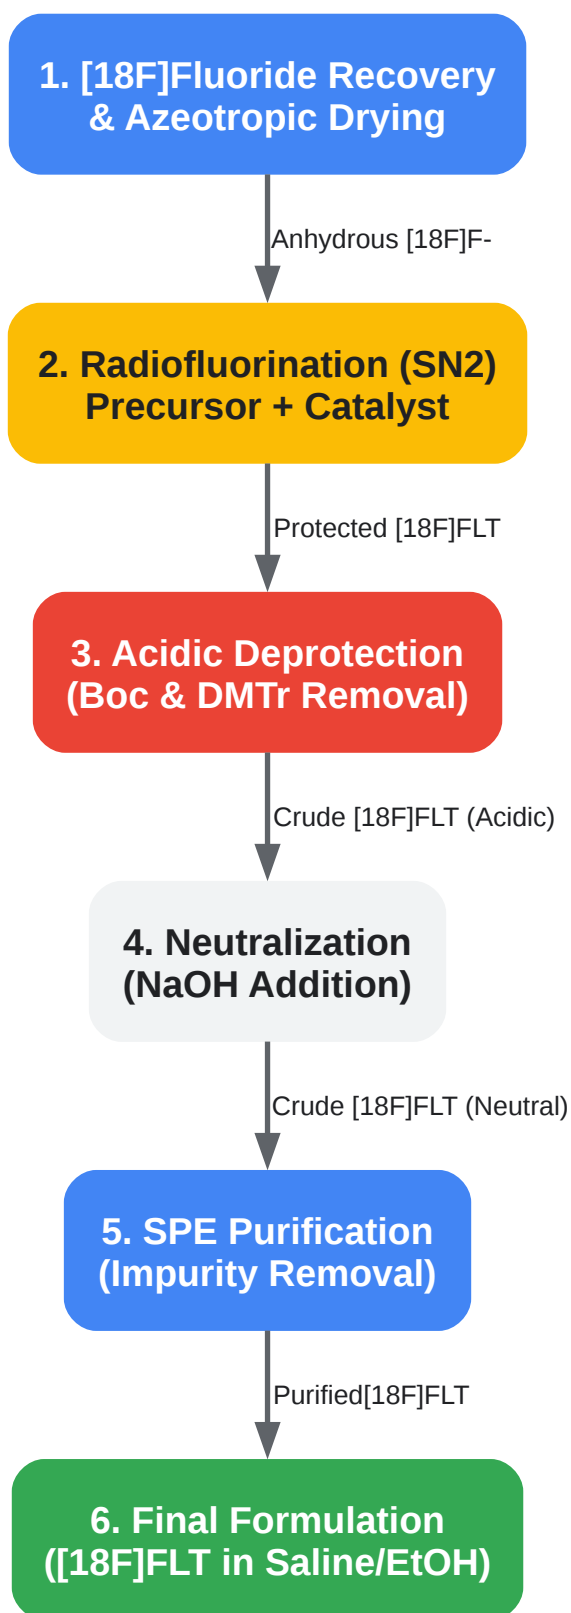 1. [18F]Fluoride Recovery
& Azeotropic Drying
Anhydrous [18F]F-
2. Radiofluorination (SN2)
Precursor + Catalyst
Protected [18F]FLT
3. Acidic Deprotection
(Boc & DMTr Removal)
Crude [18F]FLT (Acidic)
4. Neutralization
(NaOH Addition)
Crude [18F]FLT (Neutral)
5. SPE Purification
(Impurity Removal)
Purified[18F]FLT
6. Final Formulation
([18F]FLT in Saline/EtOH)